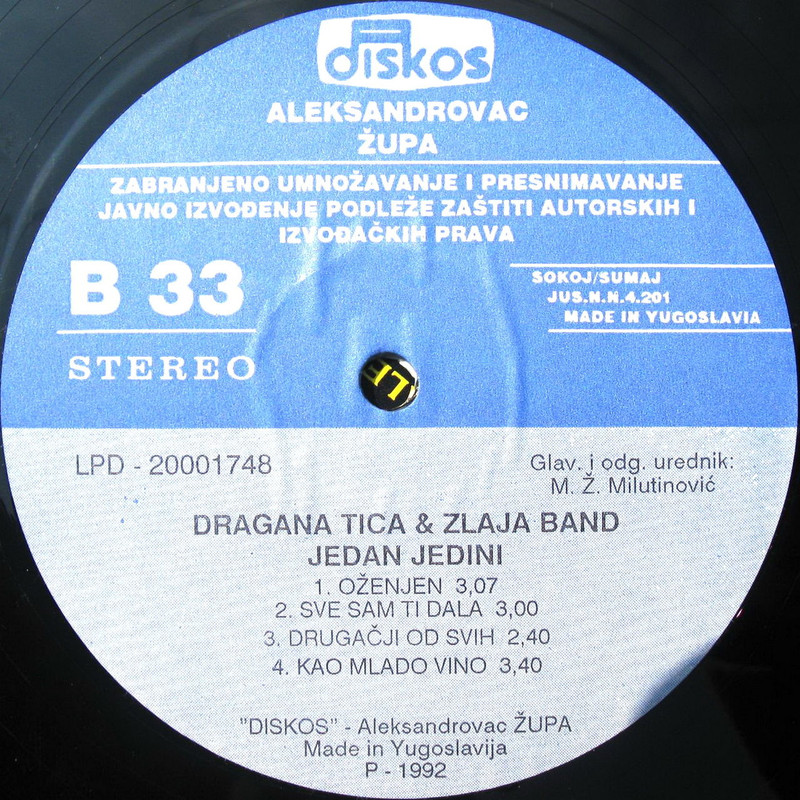 diskos
ALEKSANDROVAC
ŽUPA
ZABRANJENO UMNOŽAVANJE I PRESNIMAVANJE
JAVNO IZVOĐENJE PODLEŽE ZAŠTITI AUTORSKIH I
IZVOĐAČKIH PRAVA
B 33
SOKOJ/SUMAJ
JUS.N.N.4.201
MADE IN YUGOSLAVIA
STEREO
LE
LPD - 20001748
Glav. i odg. urednik:
M. Ž. Milutinović
DRAGANA TICA & ZLAJA BAND
JEDAN JEDINI
1. OŽENJEN 3,07
2. SVE SAM TI DALA 3,00
3. DRUGAČJI OD SVIH 2,40
4. KAO MLADO VINO 3,40
"DISKOS" - Aleksandrovac ŽUPA
Made in Yugoslavija
P - 1992